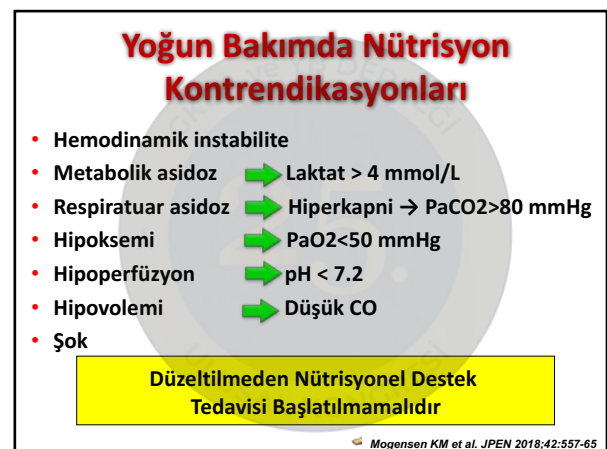 Yoğun Bakımda Nütrisyon
Kontrendikasyonları
• Hemodinamik instabilite
• Metabolik asidoz Laktat > 4 mmol/L
• Respiratuar asidoz Hiperkapni → PaCO2>80 mmHg
• Hipoksemi PaO2<50 mmHg
• Hipoperfüzyon pH < 7.2
• Hipovolemi Düşük CO
• Şok
Düzeltilmeden Nütrisyonel Destek
Tedavisi Başlatılmamalıdır
Mogensen KM et al. JPEN 2018;42:557-65